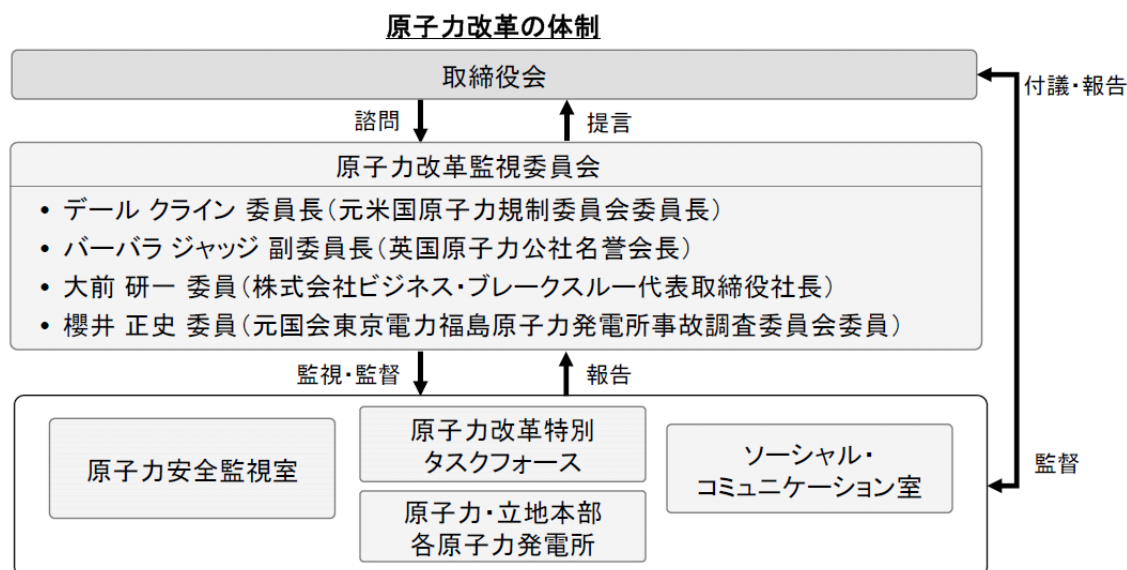 原子力改革の体制
取締役会
付議・報告
諮問
提言
原子力改革監視委員会
• デール クライン 委員長（元米国原子力規制委員会委員長）
• バーバラ ジャッジ 副委員長（英国原子力公社名誉会長）
• 大前 研一 委員（株式会社ビジネス・ブレークスルー代表取締役社長）
• 櫻井 正史 委員（元国会東京電力福島原子力発電所事故調査委員会委員）
監視・監督
報告
原子力安全監視室
原子力改革特別
タスクフォース
原子力・立地本部
各原子力発電所
ソーシャル・
コミュニケーション室
監督